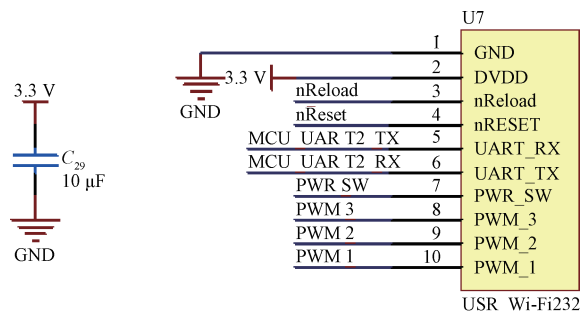 U7
1 GND
3.3 V 2 DVDD
GND
nReload 3 nReload
nReset 4 nRESET
MCU UAR T2 TX 5 UART_RX
MCU UAR T2 RX 6 UART_TX
PWR SW 7 PWR_SW
PWM 3 8 PWM_3
PWM 2 9 PWM_2
PWM 1 10 PWM_1
USR Wi-Fi232
3.3 V
C29
10 μF
GND